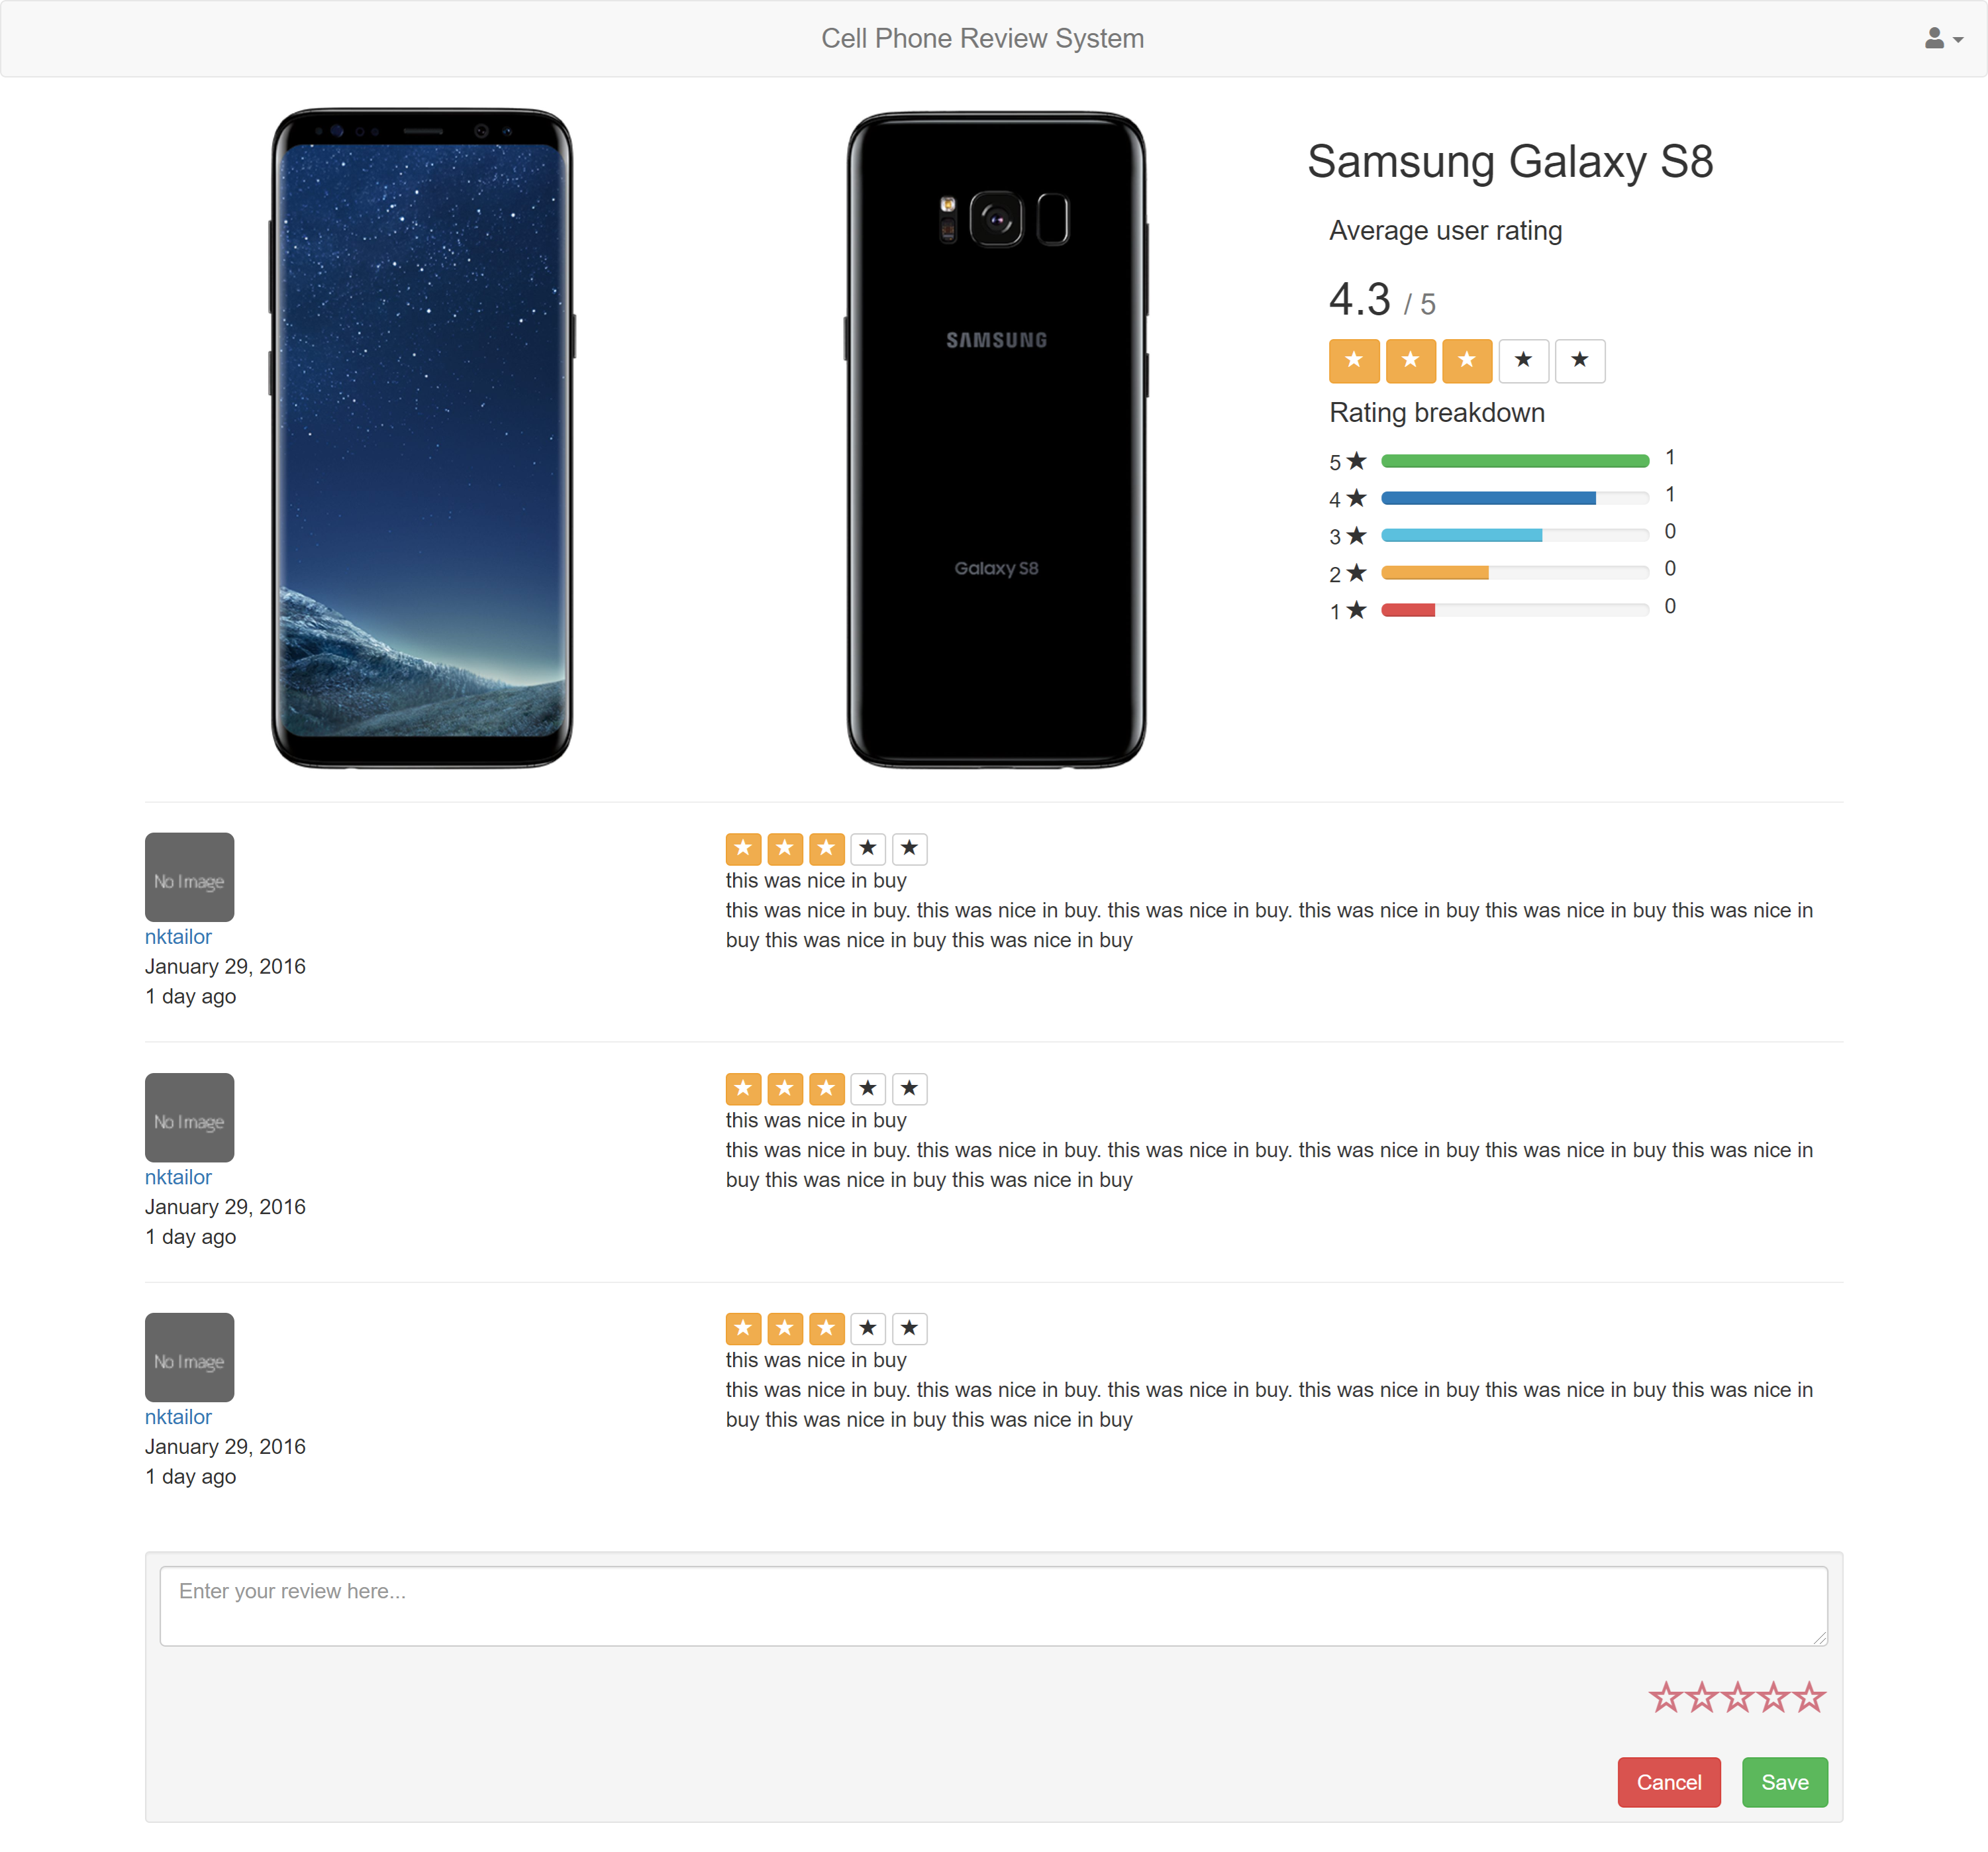 Cell Phone Review System
SAMSUNG
Galaxy S8
Samsung Galaxy S8
Average user rating
4.3 / 5
Rating breakdown
5 ★ 1
4 ★ 1
3 ★ 0
2 ★ 0
1 ★ 0
No Image
nktailor
January 29, 2016
1 day ago
this was nice in buy
this was nice in buy. this was nice in buy. this was nice in buy. this was nice in buy this was nice in buy this was nice in
buy this was nice in buy this was nice in buy
No Image
nktailor
January 29, 2016
1 day ago
this was nice in buy
this was nice in buy. this was nice in buy. this was nice in buy. this was nice in buy this was nice in buy this was nice in
buy this was nice in buy this was nice in buy
No Image
nktailor
January 29, 2016
1 day ago
this was nice in buy
this was nice in buy. this was nice in buy. this was nice in buy. this was nice in buy this was nice in buy this was nice in
buy this was nice in buy this was nice in buy
Enter your review here...
Cancel Save